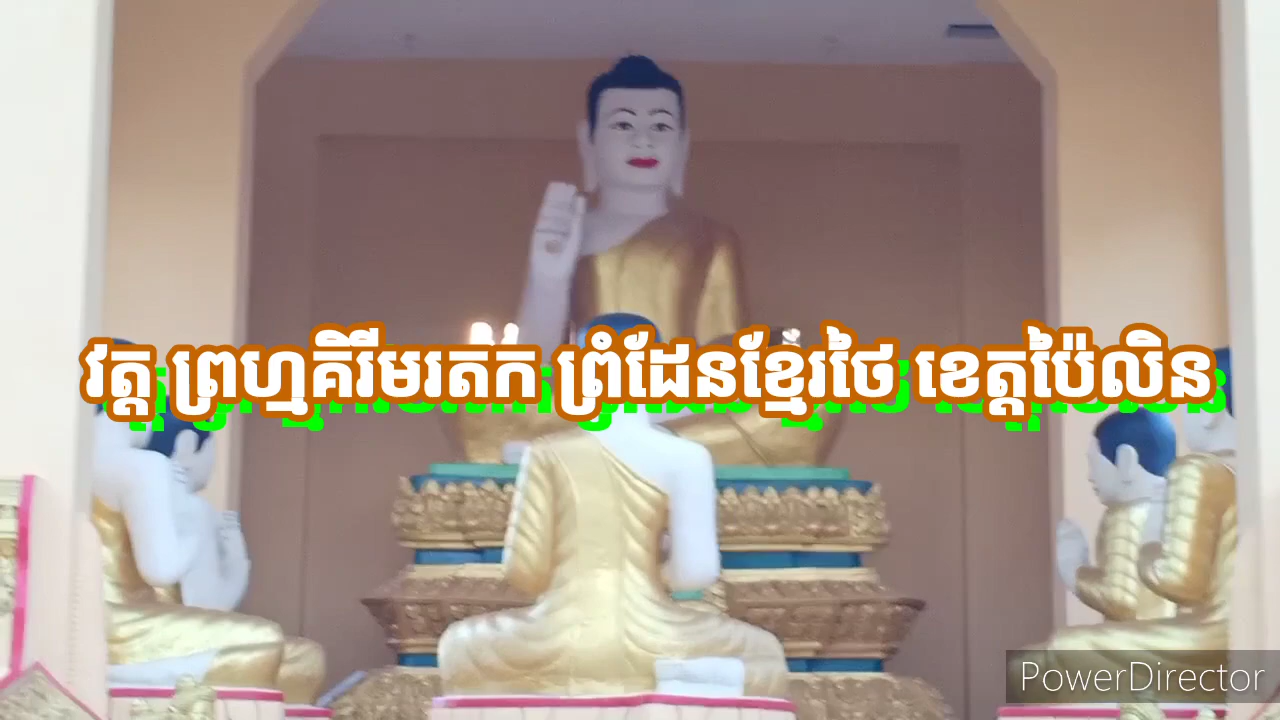 វត្ត ព្រហ្មគិរីមរតក ព្រំដែនខ្មែរថៃ ខេត្តប៉ៃលិន
PowerDirector